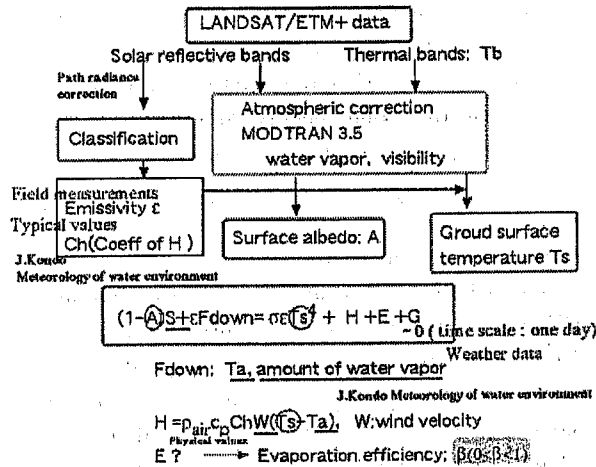 LANDSAT/ETM+ data
Solar reflective bands
Thermal bands: Tb
Path radiance
correction
Atmospheric correction
MODTRAN 3.5
water vapor, visibility
Classification
Field measurements
Emissivity ε
Typical values
Ch(Coeff of H )
J.Kondo
Meteorology of water environment
Surface albedo: A
Groud surface
temperature Ts
(1-A)S+εFdown= σεTs⁴ + H +E +G
~0 ( time scale : one day)
Weather data
Fdown: Ta, amount of water vapor
J.Kondo Meteorology of water environment
H =ρair cp ChW(Ts-Ta), W:wind velocity
Physical values
E ? → Evaporation efficiency: β(0<β<1)